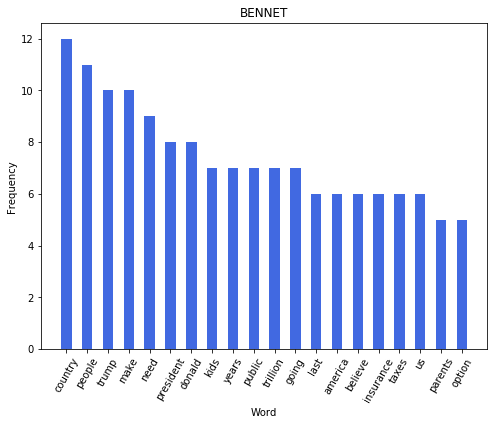 BENNET
12
10
8
6
4
2
0
Frequency
country
people
trump
make
need
president
donald
kids
years
public
trillion
going
last
america
believe
insurance
taxes
us
parents
option
Word